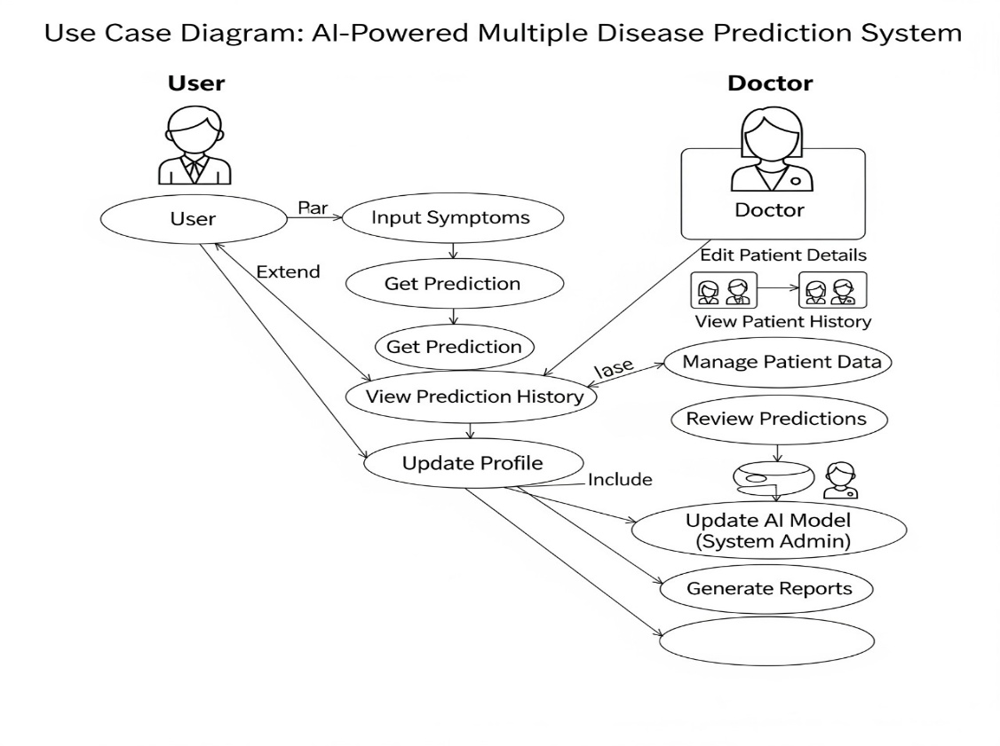 Use Case Diagram: AI-Powered Multiple Disease Prediction System
User
Doctor
User
Par
Input Symptoms
Doctor
Extend
Edit Patient Details
Get Prediction
View Patient History
Get Prediction
Iase
Manage Patient Data
View Prediction History
Review Predictions
Update Profile
Include
Update AI Model
(System Admin)
Generate Reports